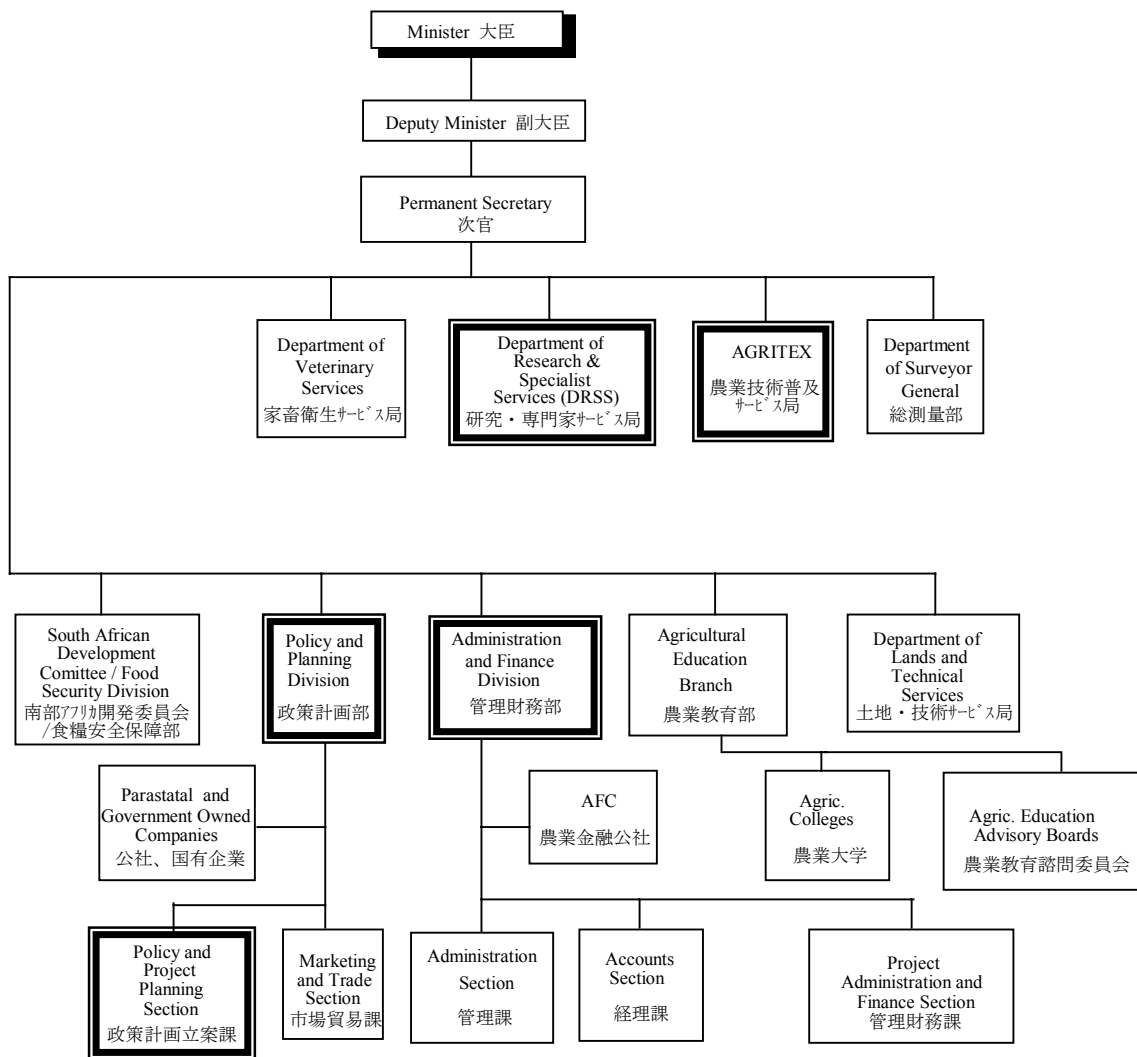 Minister 大臣
Deputy Minister 副大臣
Permanent Secretary
次官
Department of
Veterinary
Services
家畜衛生ｻｰﾋﾞｽ局
Department of
Research &
Specialist
Services (DRSS)
研究・専門家ｻｰﾋﾞｽ局
AGRITEX
農業技術普及
ｻｰﾋﾞｽ局
Department
of Surveyor
General
総測量部
South African
Development
Comittee / Food
Security Division
南部ｱﾌﾘｶ開発委員会
/食糧安全保障部
Policy and
Planning
Division
政策計画部
Administration
and Finance
Division
管理財務部
Agricultural
Education
Branch
農業教育部
Department of
Lands and
Technical
Services
土地・技術ｻｰﾋﾞｽ局
Parastatal and
Government Owned
Companies
公社、国有企業
AFC
農業金融公社
Agric.
Colleges
農業大学
Agric. Education
Advisory Boards
農業教育諮問委員会
Policy and
Project
Planning
Section
政策計画立案課
Marketing
and Trade
Section
市場貿易課
Administration
Section
管理課
Accounts
Section
経理課
Project
Administration and
Finance Section
管理財務課